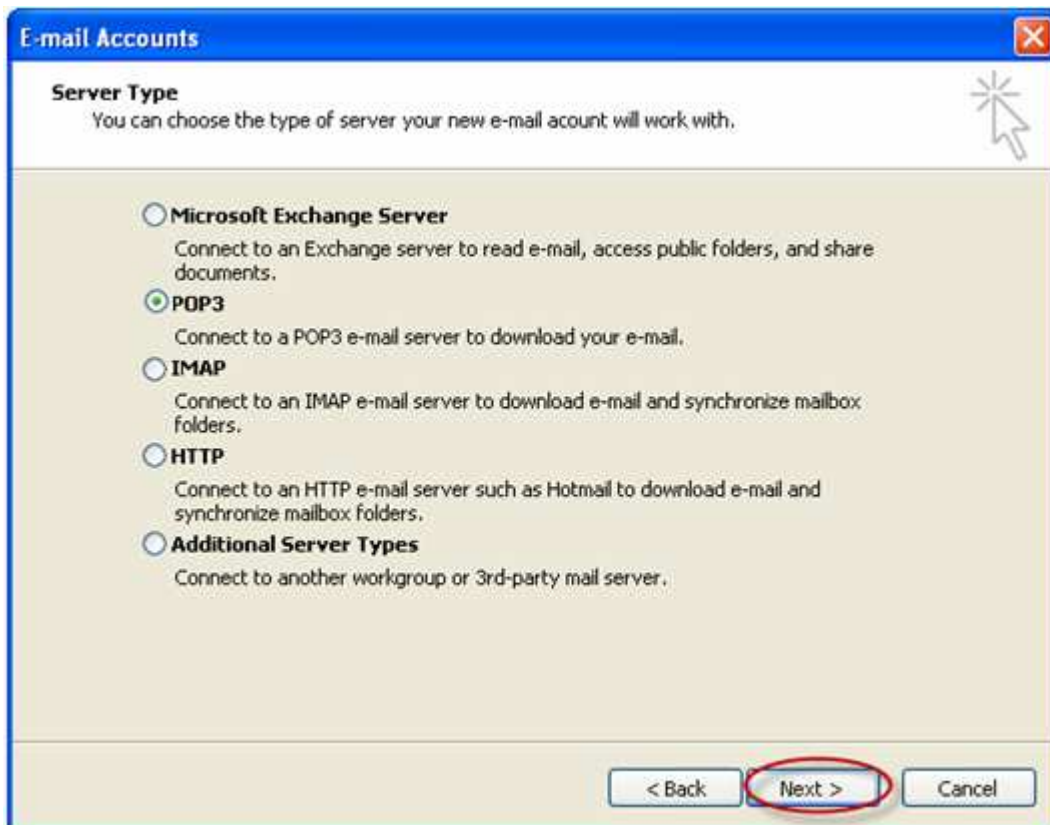 E-mail Accounts
Server Type
You can choose the type of server your new e-mail acount will work with.
Microsoft Exchange Server
Connect to an Exchange server to read e-mail, access public folders, and share
documents.
POP3
Connect to a POP3 e-mail server to download your e-mail.
IMAP
Connect to an IMAP e-mail server to download e-mail and synchronize mailbox
folders.
HTTP
Connect to an HTTP e-mail server such as Hotmail to download e-mail and
synchronize mailbox folders.
Additional Server Types
Connect to another workgroup or 3rd-party mail server.
< Back Next > Cancel